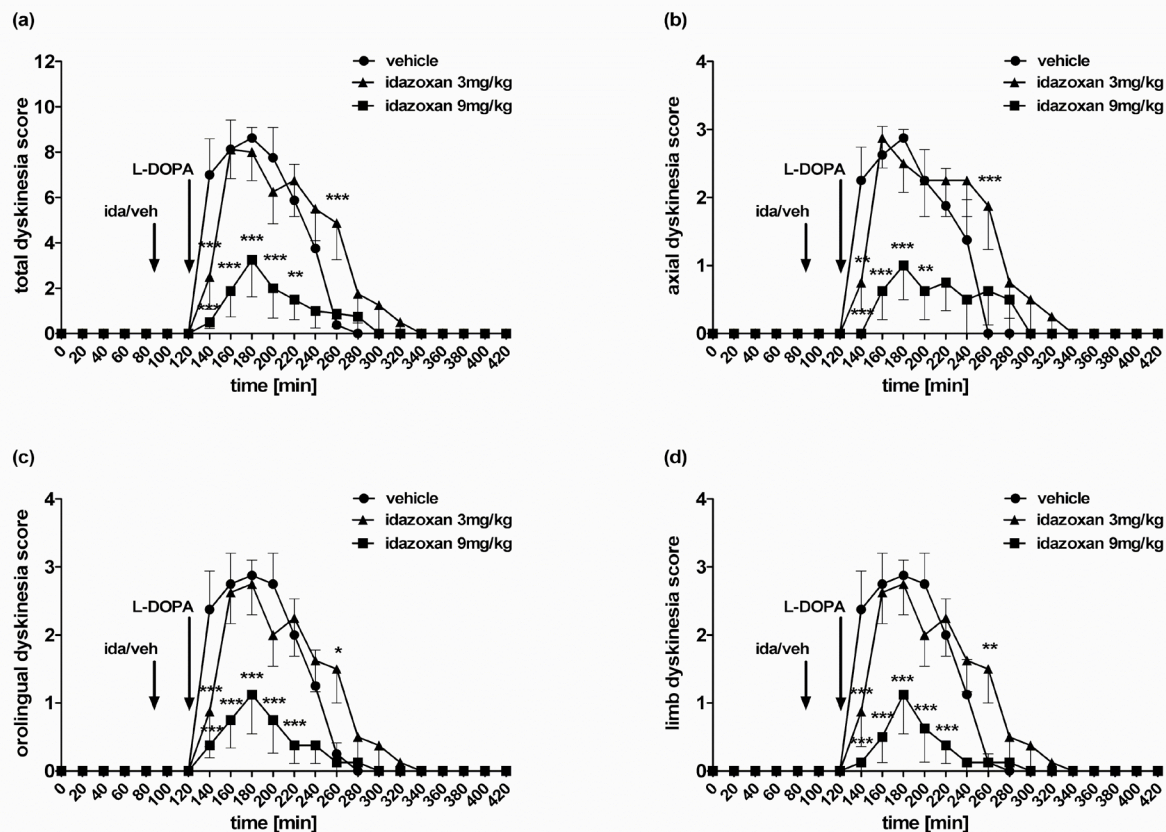 (a)
total dyskinesia score
12
10
8
6
4
2
0
vehicle
idazoxan 3mg/kg
idazoxan 9mg/kg
L-DOPA
ida/veh
***
***
***
***
***
***
**
0 20 40 60 80 100 120 140 160 180 200 220 240 260 280 300 320 340 360 380 400 420
time [min]
(b)
axial dyskinesia score
4
3
2
1
0
vehicle
idazoxan 3mg/kg
idazoxan 9mg/kg
L-DOPA
ida/veh
***
**
***
***
***
**
0 20 40 60 80 100 120 140 160 180 200 220 240 260 280 300 320 340 360 380 400 420
time [min]
(c)
orolingual dyskinesia score
4
3
2
1
0
vehicle
idazoxan 3mg/kg
idazoxan 9mg/kg
L-DOPA
ida/veh
*
***
***
***
***
***
***
0 20 40 60 80 100 120 140 160 180 200 220 240 260 280 300 320 340 360 380 400 420
time [min]
(d)
limb dyskinesia score
4
3
2
1
0
vehicle
idazoxan 3mg/kg
idazoxan 9mg/kg
L-DOPA
ida/veh
**
***
***
***
***
***
***
0 20 40 60 80 100 120 140 160 180 200 220 240 260 280 300 320 340 360 380 400 420
time [min]